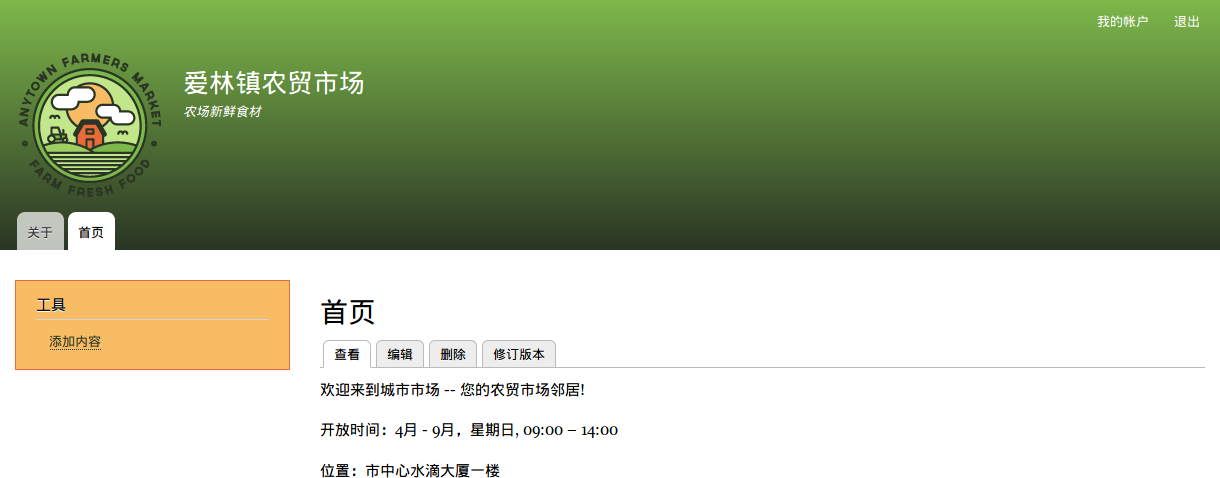 我的帐户 退出
ANYTOWN FARMERS MARKET
FARM FRESH FOOD
爱林镇农贸市场
农场新鲜食材
关于 首页
工具
添加内容
首页
查看 编辑 删除 修订版本
欢迎来到城市市场 -- 您的农贸市场邻居!
开放时间：4月 - 9月，星期日, 09:00 – 14:00
位置：市中心水滴大厦一楼